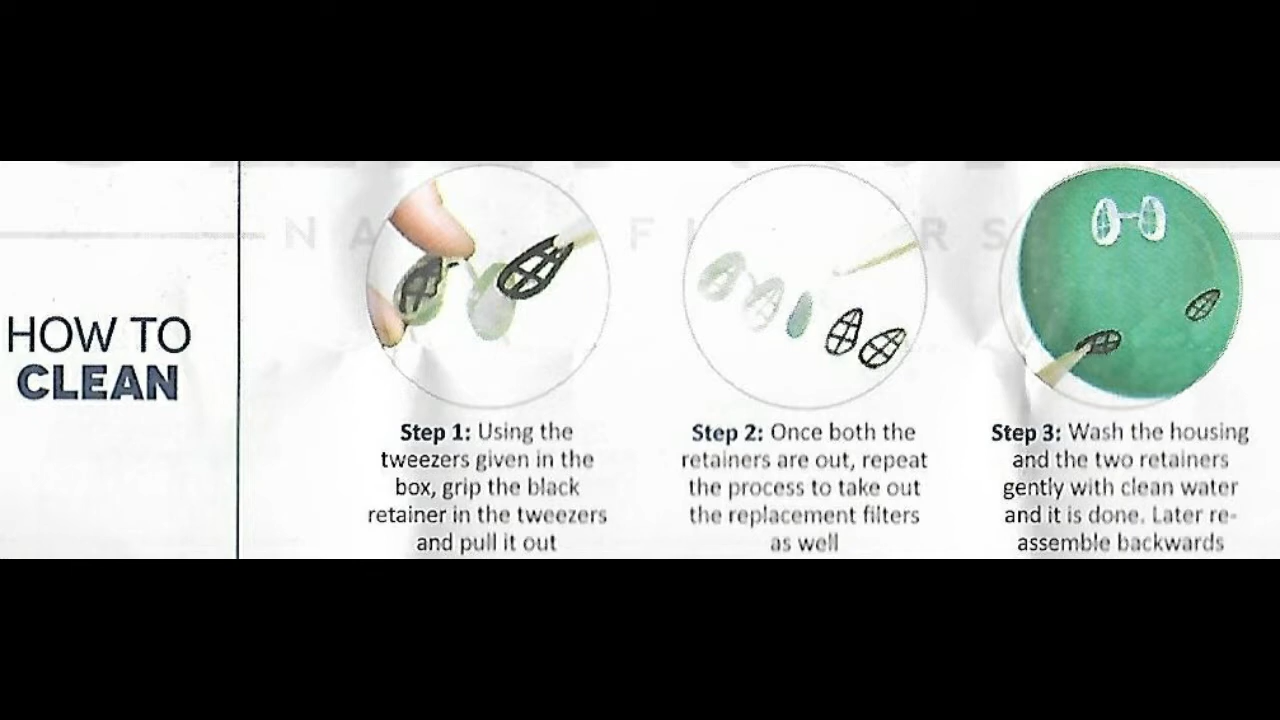 HOW TO
CLEAN
Step 1: Using the
tweezers given in the
box, grip the black
retainer in the tweezers
and pull it out
Step 2: Once both the
retainers are out, repeat
the process to take out
the replacement filters
as well
Step 3: Wash the housing
and the two retainers
gently with clean water
and it is done. Later re-
assemble backwards